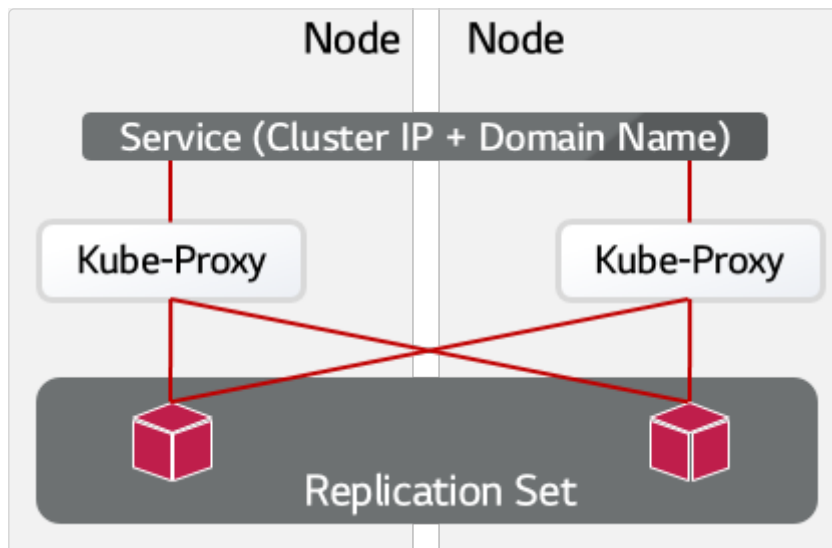 Node
Node
Service (Cluster IP + Domain Name)
Kube-Proxy
Kube-Proxy
Replication Set